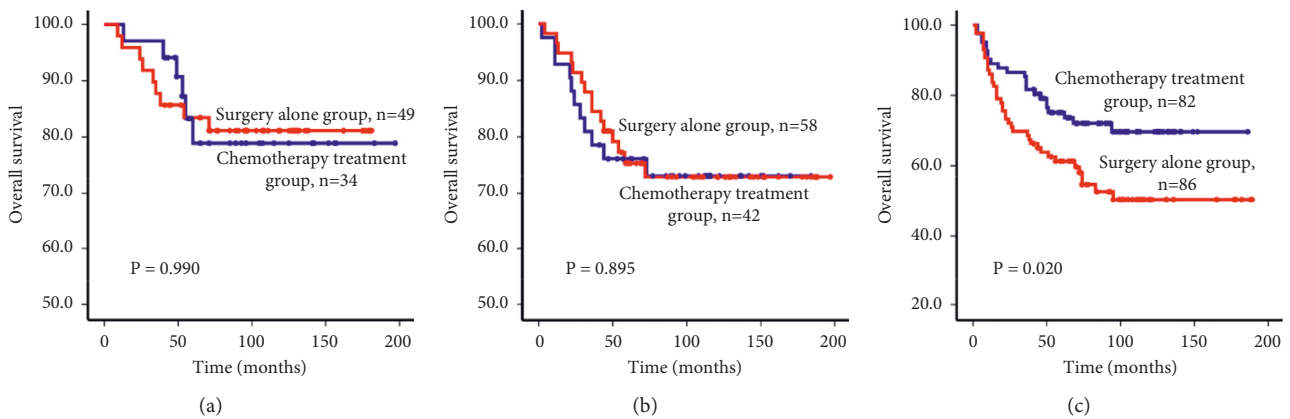 Overall survival
100.0
90.0
80.0
70.0
60.0
50.0
Surgery alone group, n=49
Chemotherapy treatment
group, n=34
P = 0.990
0 50 100 150 200
Time (months)
(a)
Overall survival
100.0
90.0
80.0
70.0
60.0
50.0
Surgery alone group, n=58
Chemotherapy treatment
group, n=42
P = 0.895
0 50 100 150 200
Time (months)
(b)
Overall survival
100.0
80.0
60.0
40.0
20.0
Chemotherapy treatment
group, n=82
Surgery alone group,
n=86
P = 0.020
0 50 100 150 200
Time (months)
(c)